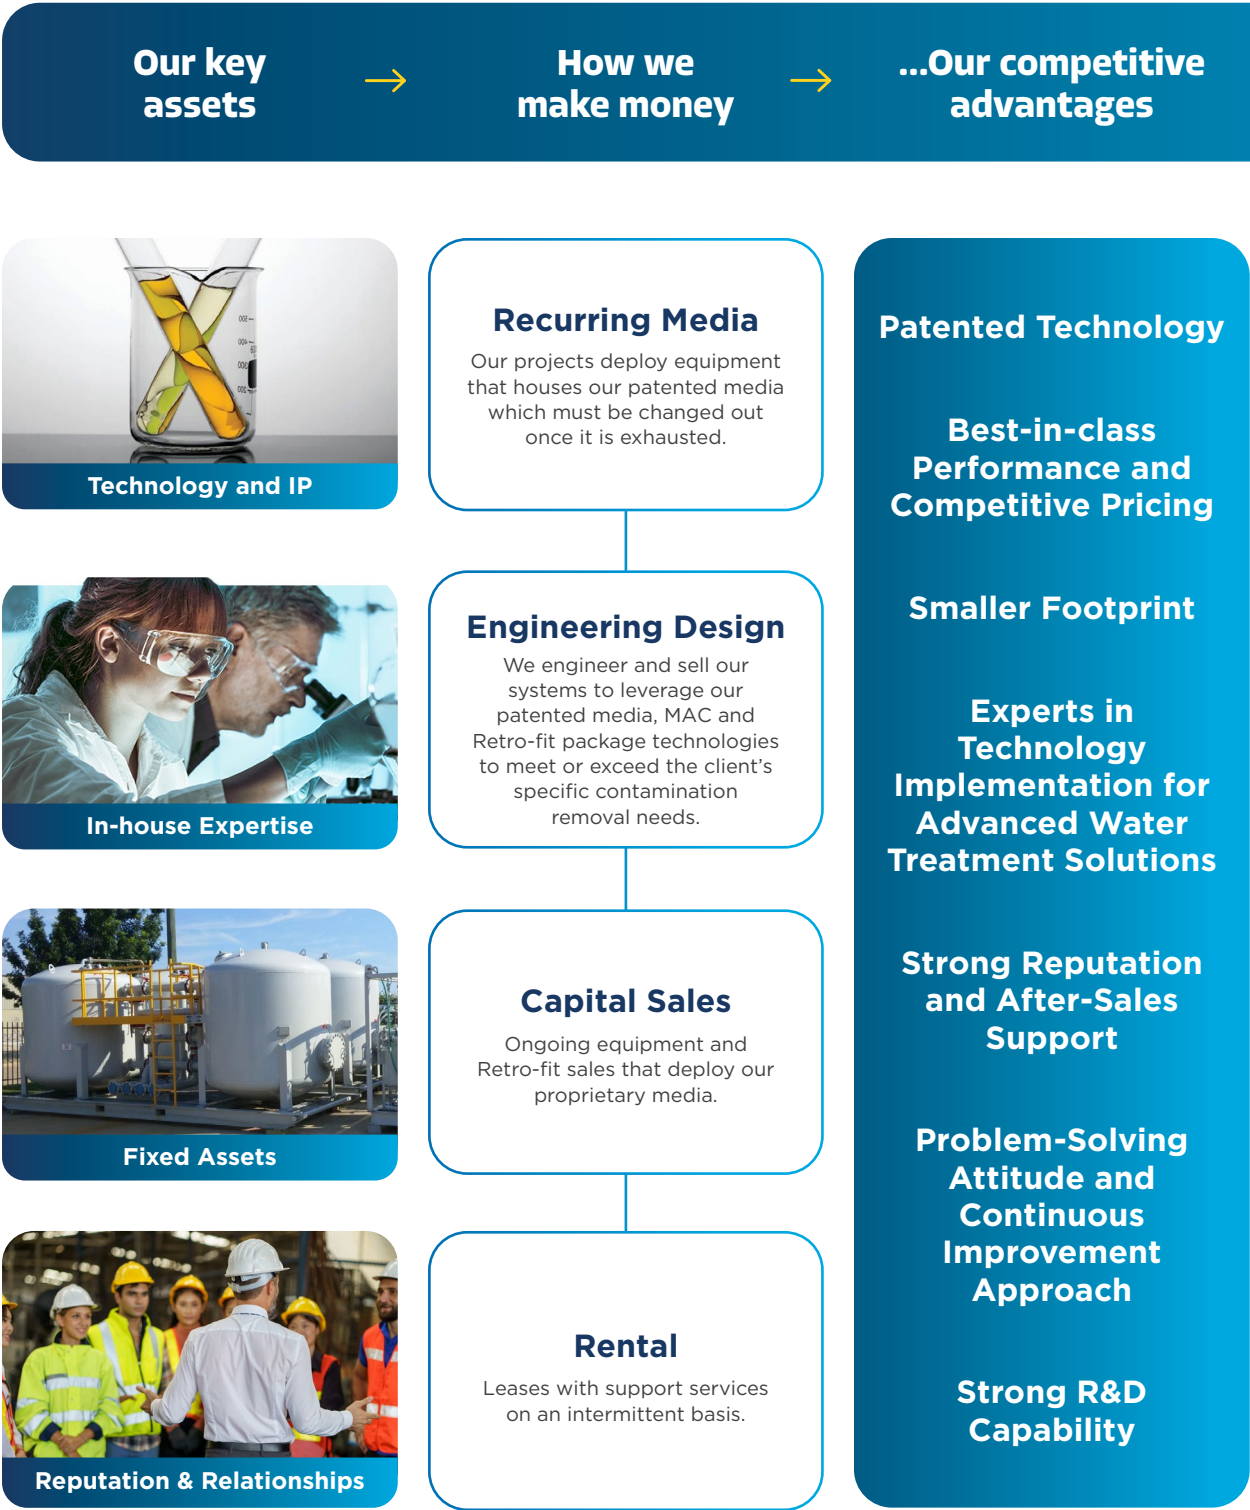 Our key
assets
How we
make money
...Our competitive
advantages
Technology and IP
In-house Expertise
Fixed Assets
Reputation & Relationships
Recurring Media
Our projects deploy equipment
that houses our patented media
which must be changed out
once it is exhausted.
Engineering Design
We engineer and sell our
systems to leverage our
patented media, MAC and
Retro-fit package technologies
to meet or exceed the client’s
specific contamination
removal needs.
Capital Sales
Ongoing equipment and
Retro-fit sales that deploy our
proprietary media.
Rental
Leases with support services
on an intermittent basis.
Patented Technology
Best-in-class
Performance and
Competitive Pricing
Smaller Footprint
Experts in
Technology
Implementation for
Advanced Water
Treatment Solutions
Strong Reputation
and After-Sales
Support
Problem-Solving
Attitude and
Continuous
Improvement
Approach
Strong R&D
Capability